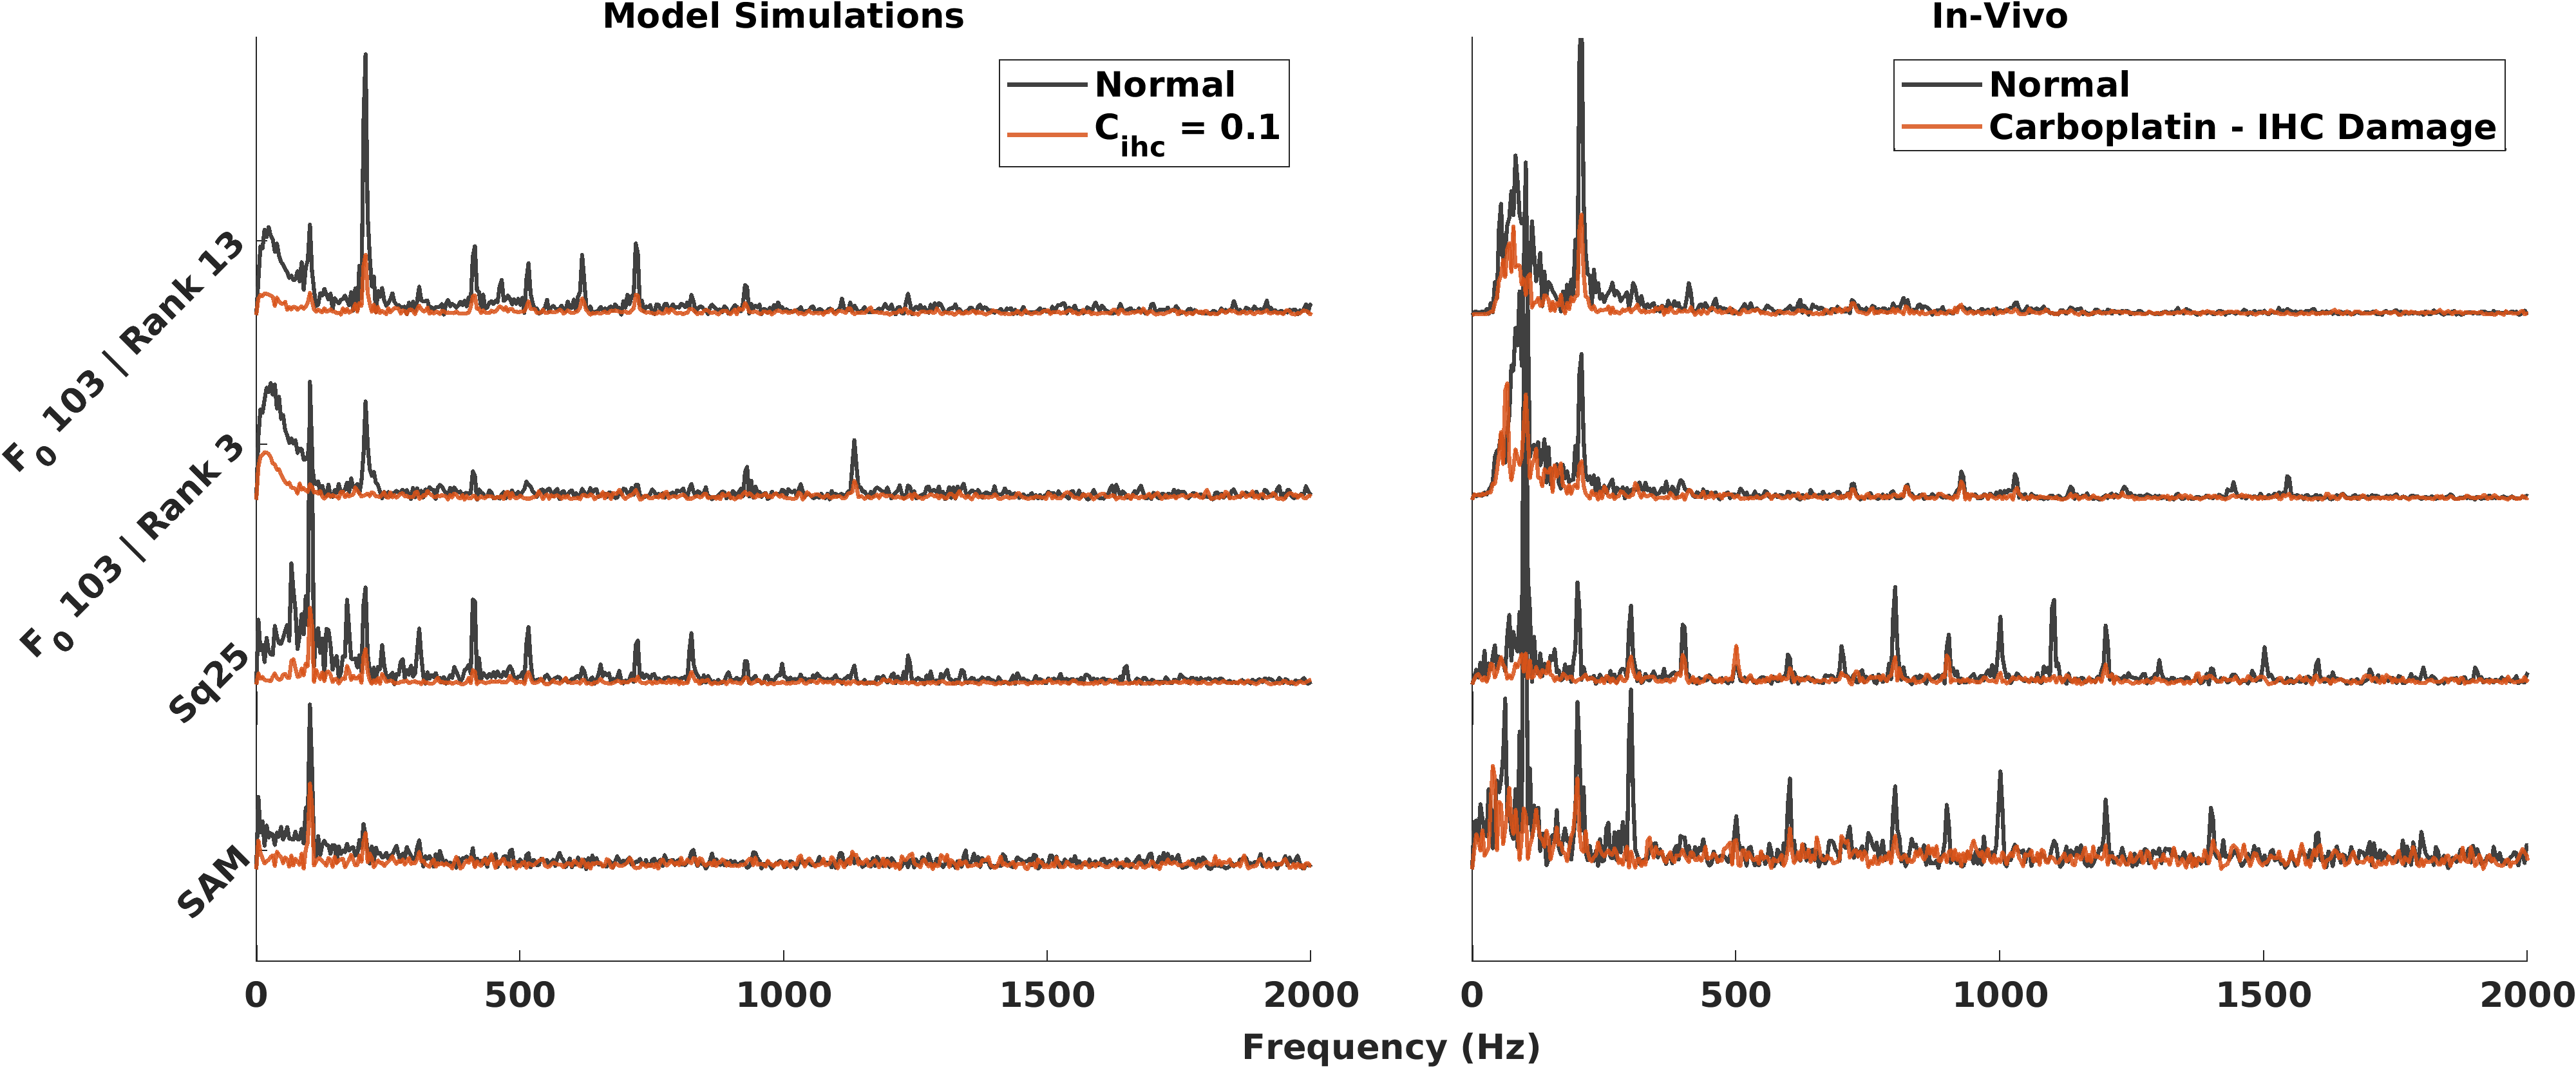 Model Simulations
In-Vivo
Normal
C_ihc = 0.1
Normal
Carboplatin - IHC Damage
F_0 103 | Rank 13
F_0 103 | Rank 3
Sq25
SAM
0 500 1000 1500 2000
0 500 1000 1500 2000
Frequency (Hz)